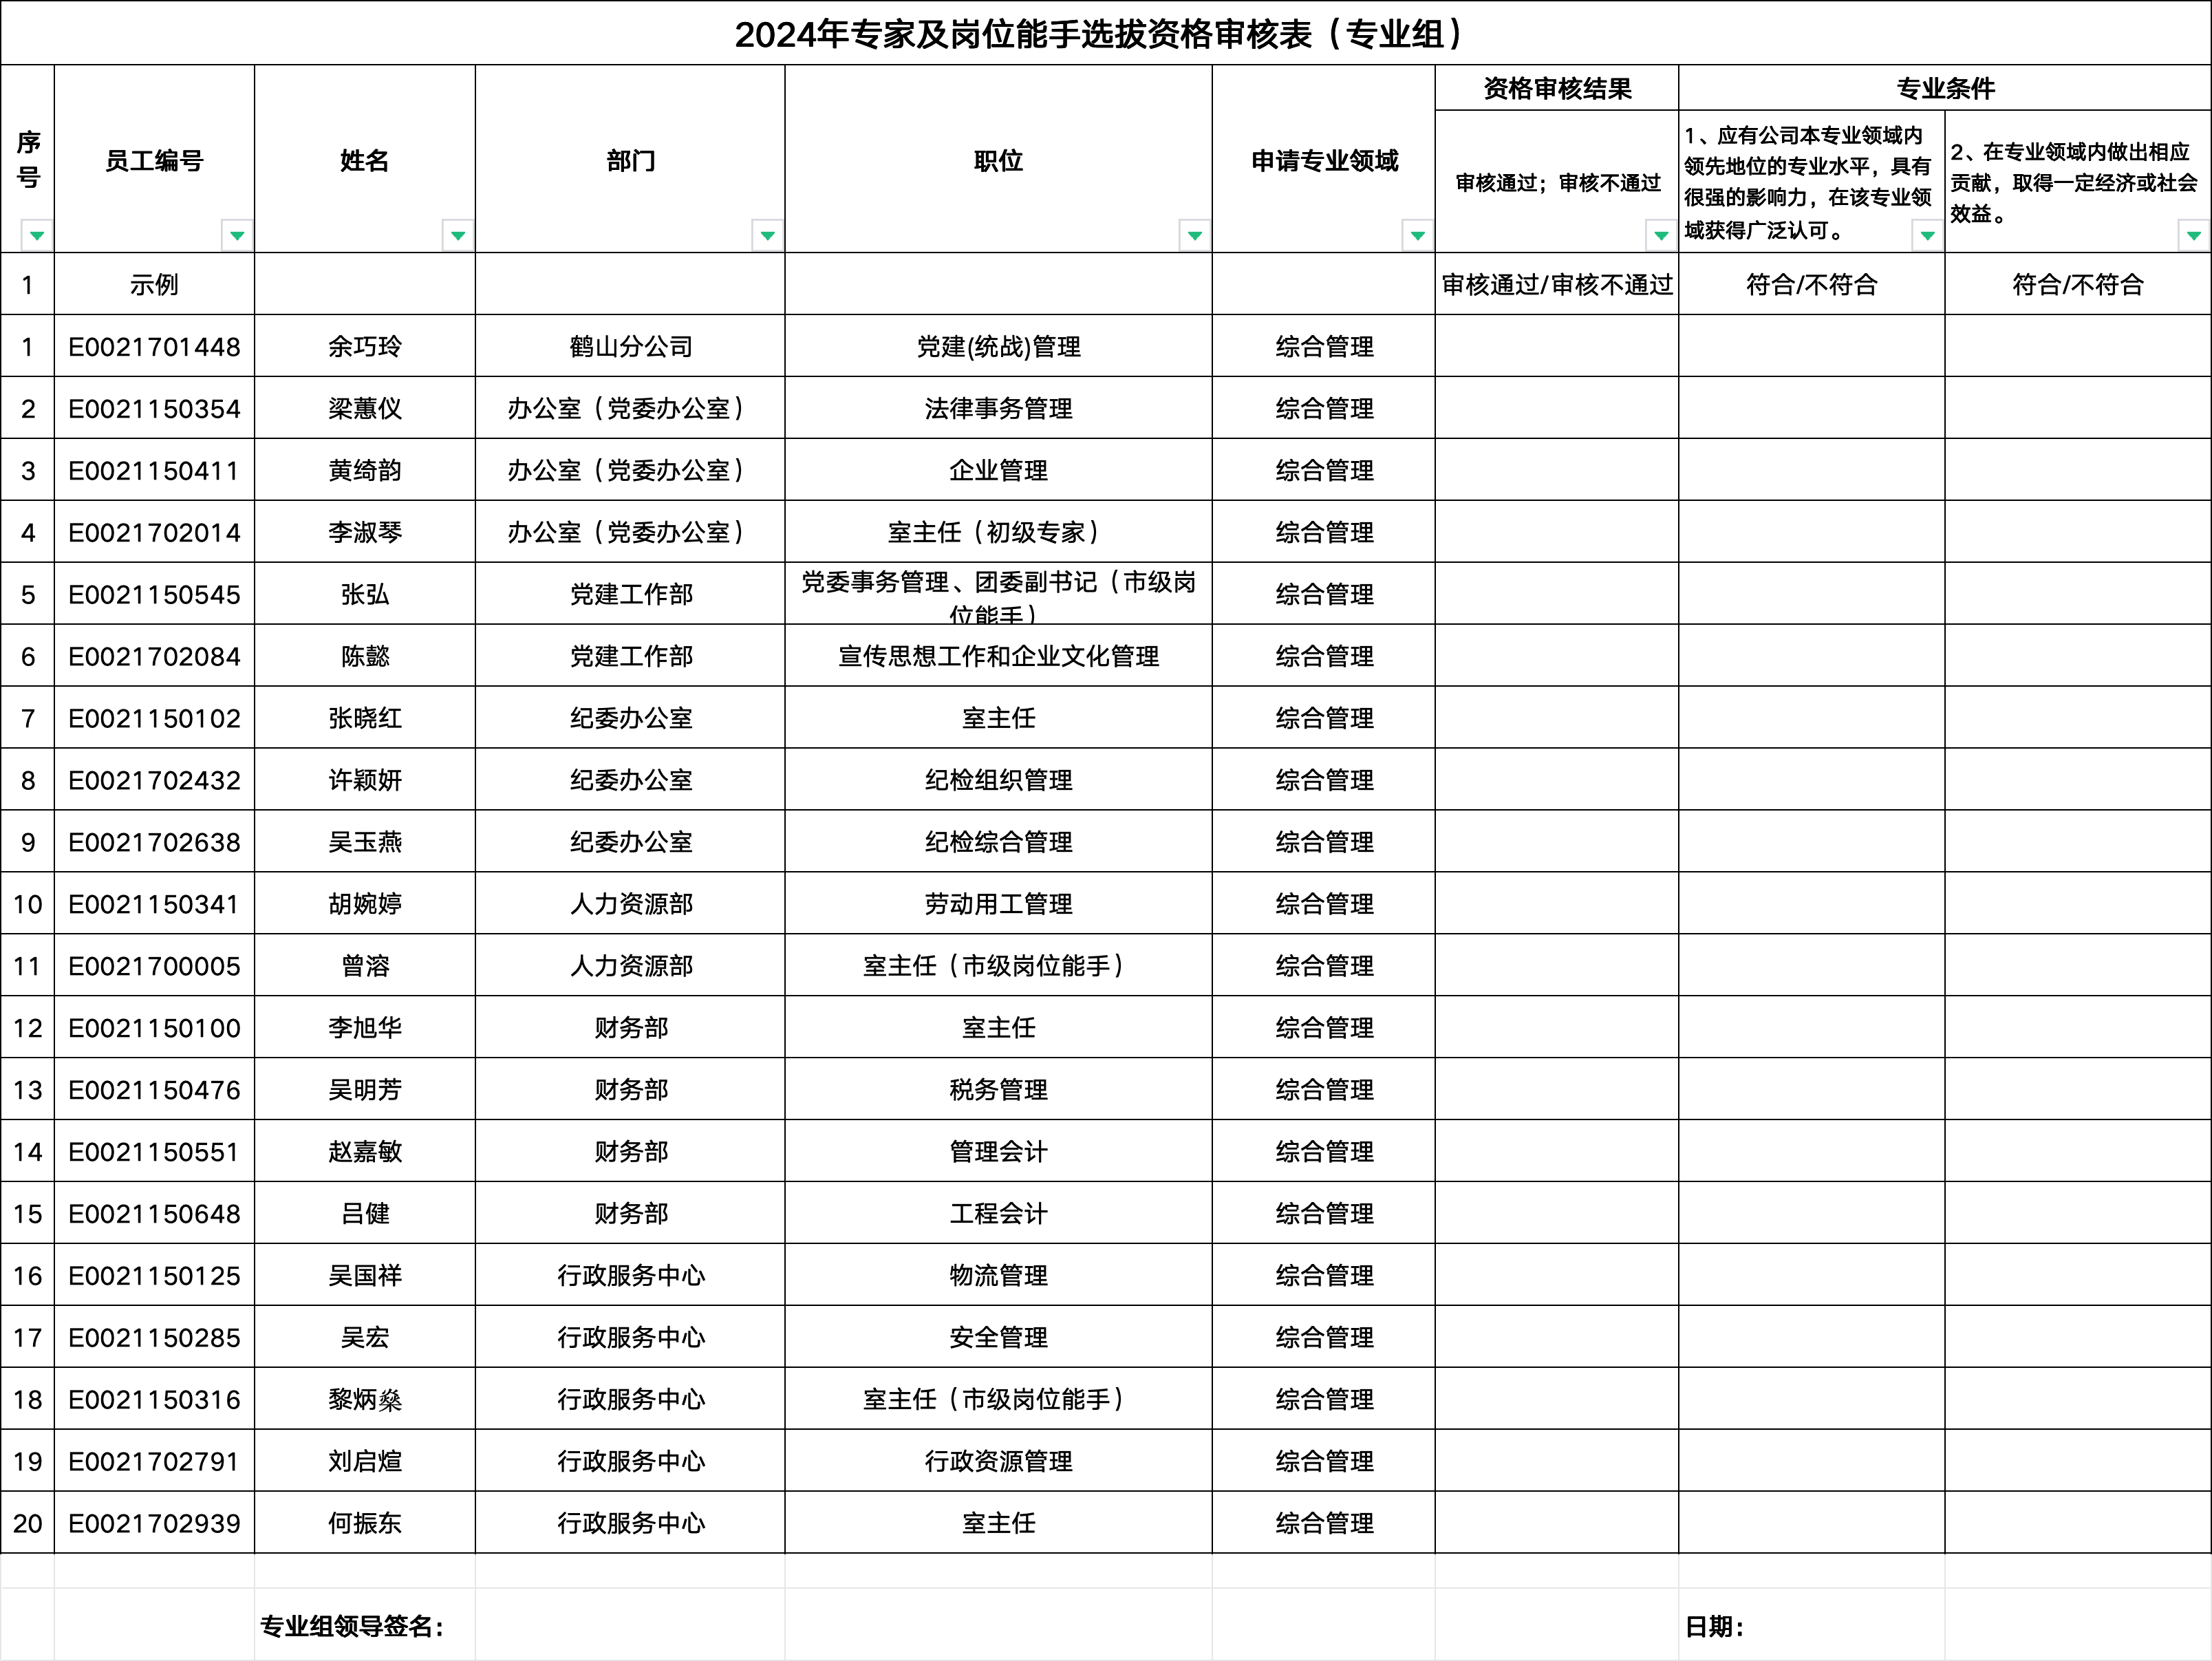 2024年专家及岗位能手选拔资格审核表（专业组）
序号 员工编号 姓名 部门 职位 申请专业领域 资格审核结果 专业条件
审核通过；审核不通过
1、应有公司本专业领域内
领先地位的专业水平，具有
很强的影响力，在该专业领
域获得广泛认可。
2、在专业领域内做出相应
贡献，取得一定经济或社会
效益。
1 示例 审核通过/审核不通过 符合/不符合 符合/不符合
1 E0021701448 余巧玲 鹤山分公司 党建(统战)管理 综合管理
2 E0021150354 梁蕙仪 办公室（党委办公室） 法律事务管理 综合管理
3 E0021150411 黄绮韵 办公室（党委办公室） 企业管理 综合管理
4 E0021702014 李淑琴 办公室（党委办公室） 室主任（初级专家） 综合管理
5 E0021150545 张弘 党建工作部 党委事务管理、团委副书记（市级岗位能手） 综合管理
6 E0021702084 陈懿 党建工作部 宣传思想工作和企业文化管理 综合管理
7 E0021150102 张晓红 纪委办公室 室主任 综合管理
8 E0021702432 许颖妍 纪委办公室 纪检组织管理 综合管理
9 E0021702638 吴玉燕 纪委办公室 纪检综合管理 综合管理
10 E0021150341 胡婉婷 人力资源部 劳动用工管理 综合管理
11 E0021700005 曾溶 人力资源部 室主任（市级岗位能手） 综合管理
12 E0021150100 李旭华 财务部 室主任 综合管理
13 E0021150476 吴明芳 财务部 税务管理 综合管理
14 E0021150551 赵嘉敏 财务部 管理会计 综合管理
15 E0021150648 吕健 财务部 工程会计 综合管理
16 E0021150125 吴国祥 行政服务中心 物流管理 综合管理
17 E0021150285 吴宏 行政服务中心 安全管理 综合管理
18 E0021150316 黎炳燊 行政服务中心 室主任（市级岗位能手） 综合管理
19 E0021702791 刘启煊 行政服务中心 行政资源管理 综合管理
20 E0021702939 何振东 行政服务中心 室主任 综合管理
专业组领导签名： 日期：